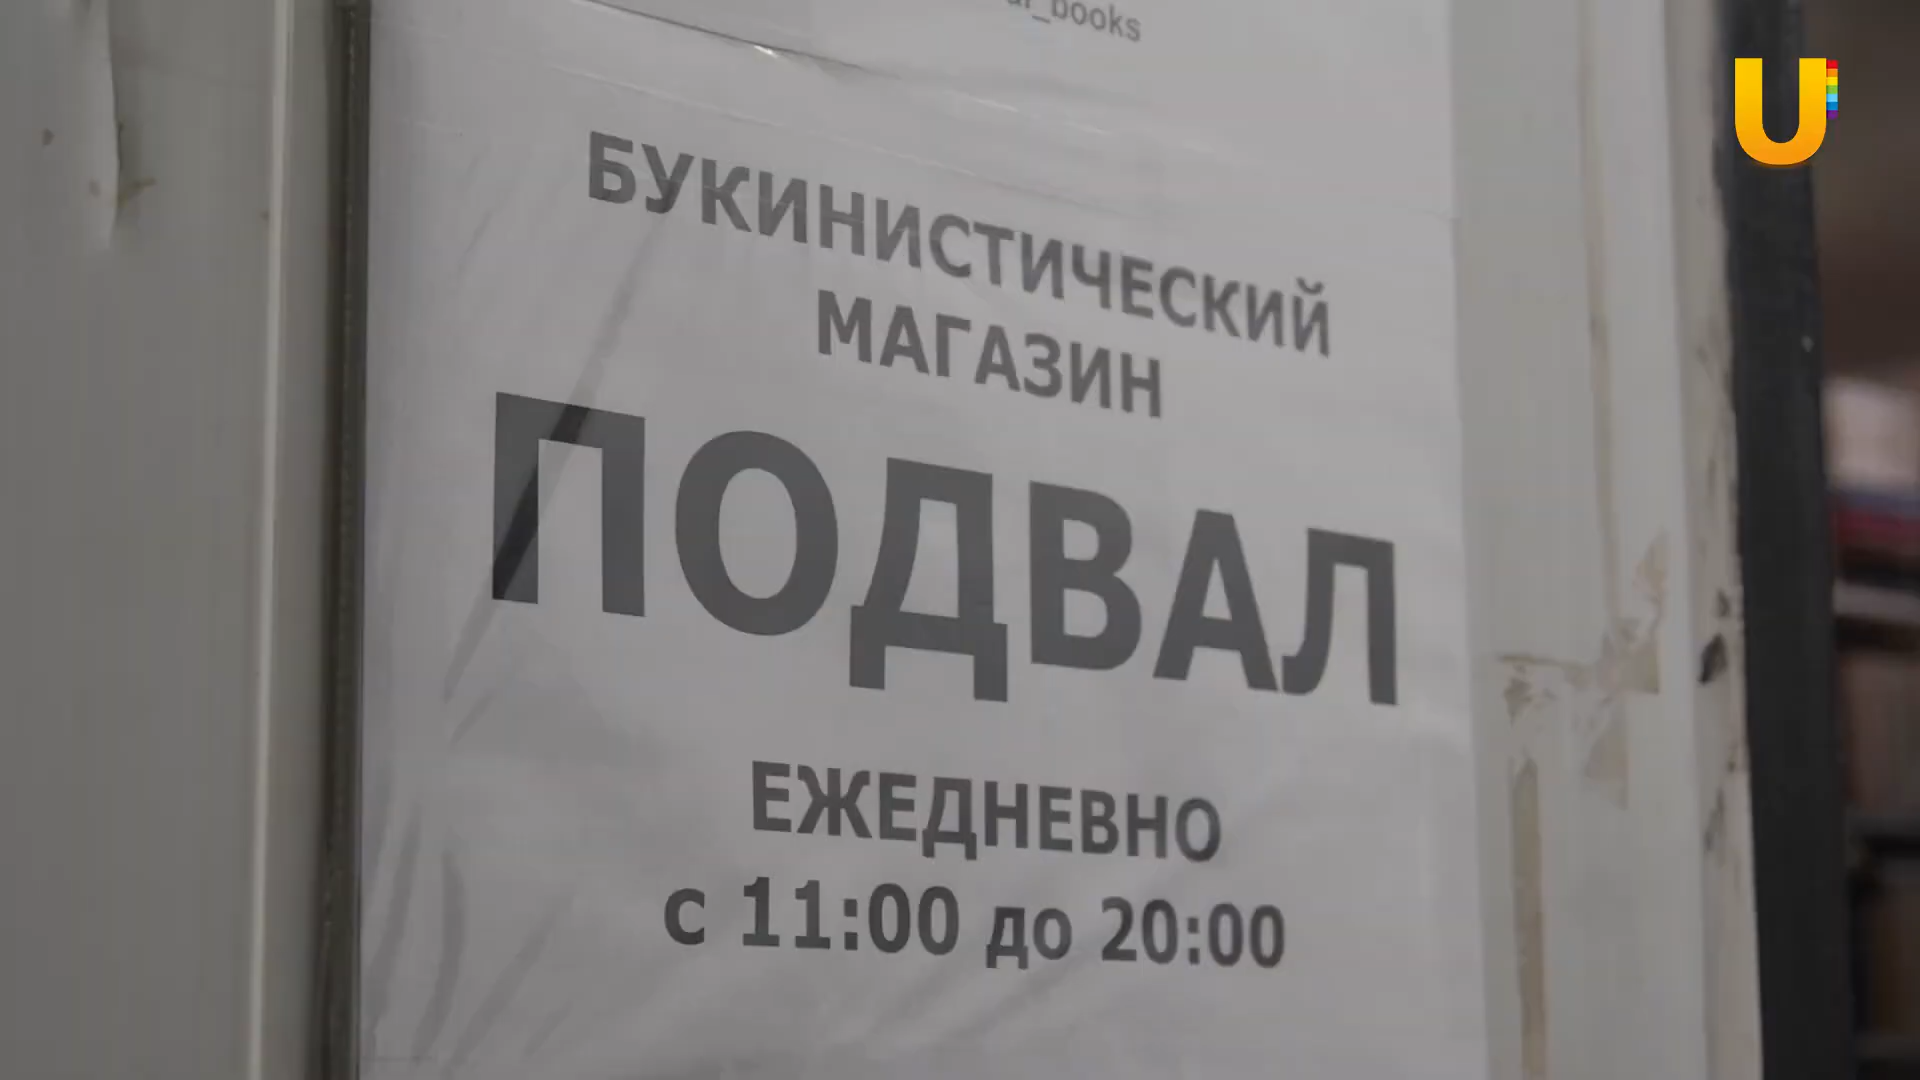 БУКИНИСТИЧЕСКИЙ
МАГАЗИН
ПОДВАЛ
ЕЖЕДНЕВНО
с 11:00 до 20:00
U